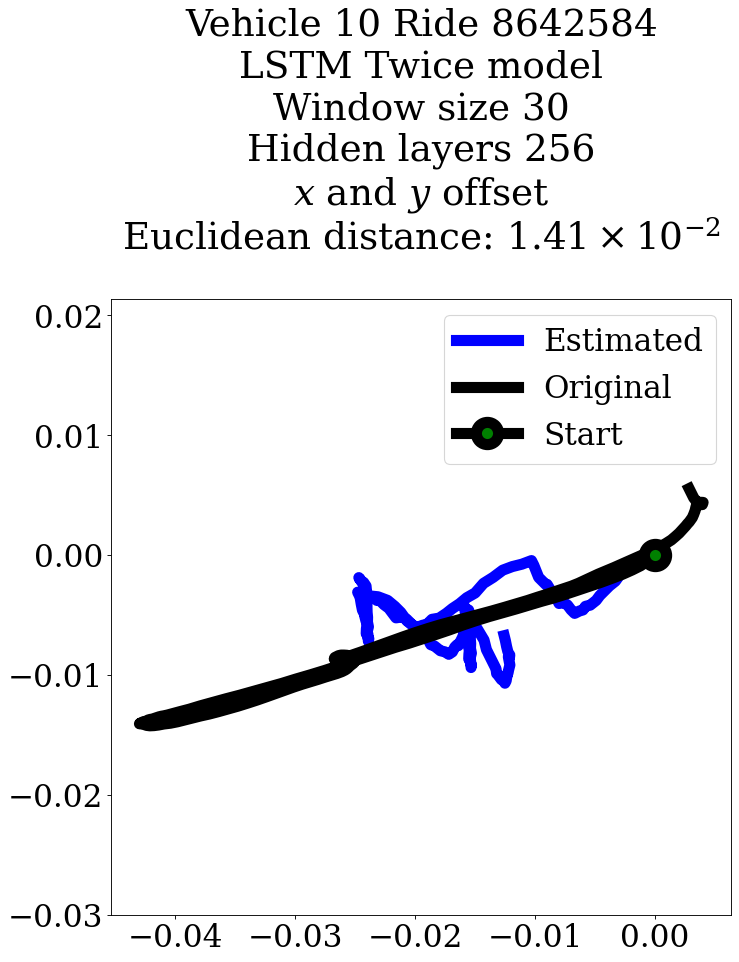 Vehicle 10 Ride 8642584
LSTM Twice model
Window size 30
Hidden layers 256
x and y offset
Euclidean distance: 1.41 × 10⁻²
Estimated
Original
Start
0.02
0.01
0.00
−0.01
−0.02
−0.03
−0.04 −0.03 −0.02 −0.01 0.00